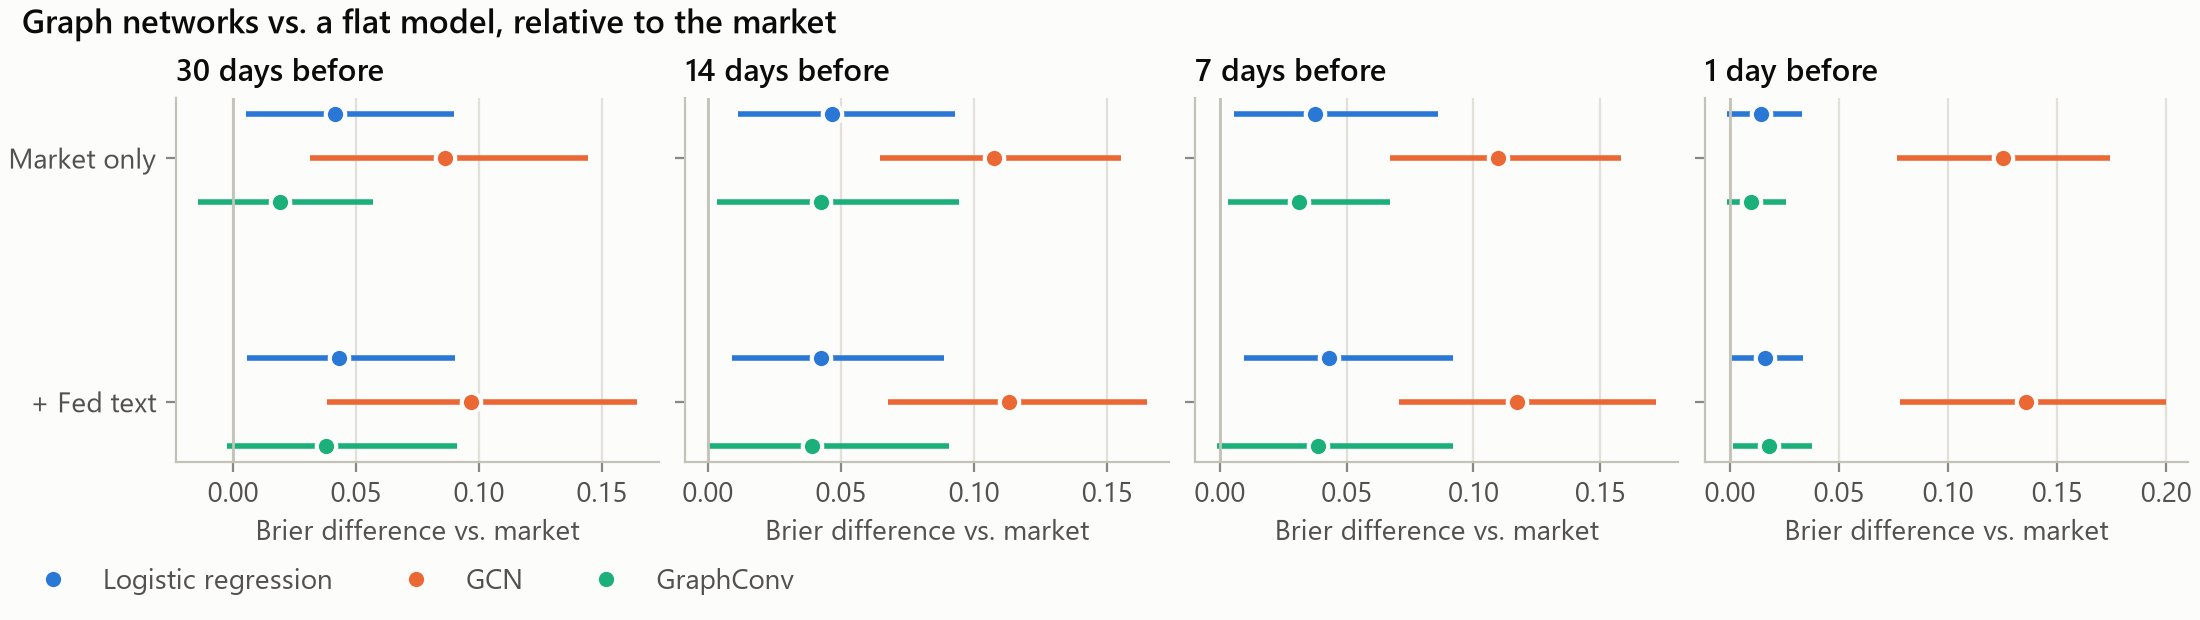 Graph networks vs. a flat model, relative to the market
30 days before
14 days before
7 days before
1 day before
Market only
+ Fed text
0.00 0.05 0.10 0.15
0.00 0.05 0.10 0.15
0.00 0.05 0.10 0.15
0.00 0.05 0.10 0.15 0.20
Brier difference vs. market
Brier difference vs. market
Brier difference vs. market
Brier difference vs. market
Logistic regression
GCN
GraphConv